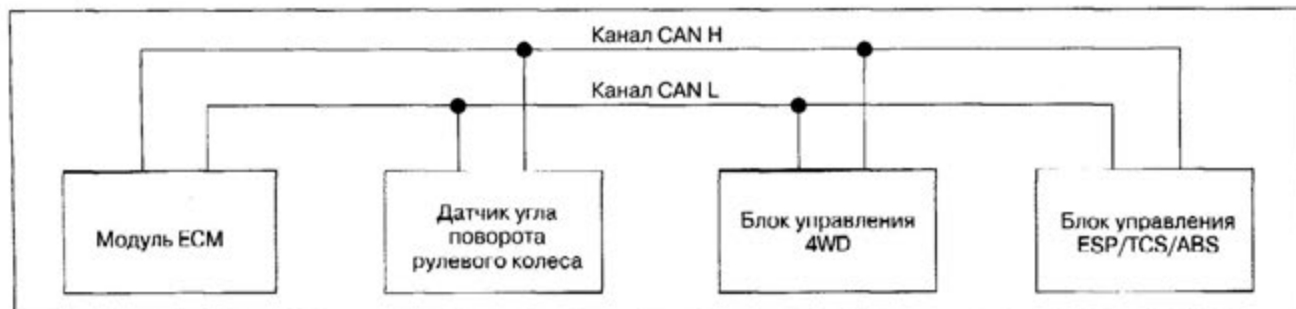 Канал CAN H
Канал CAN L
Модуль ECM
Датчик угла
поворота
рулевого колеса
Блок управления
4WD
Блок управления
ESP/TCS/ABS